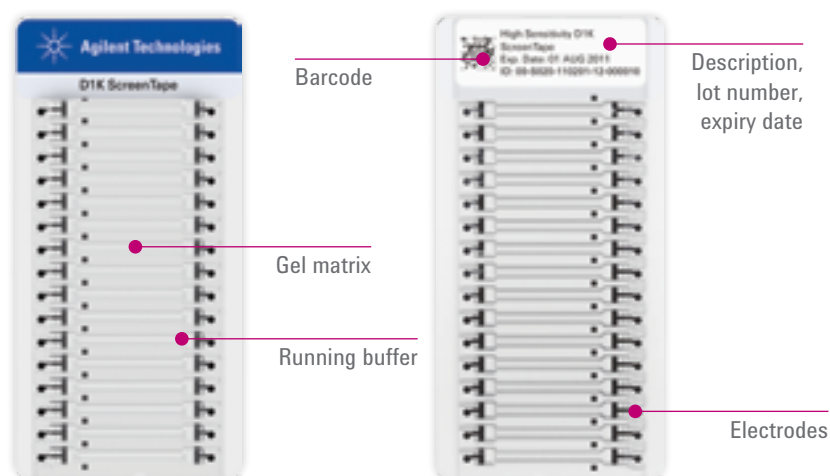 Agilent Technologies
D1K ScreenTape
Barcode
Gel matrix
Running buffer
High Sensitivity D1K
ScreenTape
Exp. Date: 01 AUG 2011
Description,
lot number,
expiry date
Electrodes